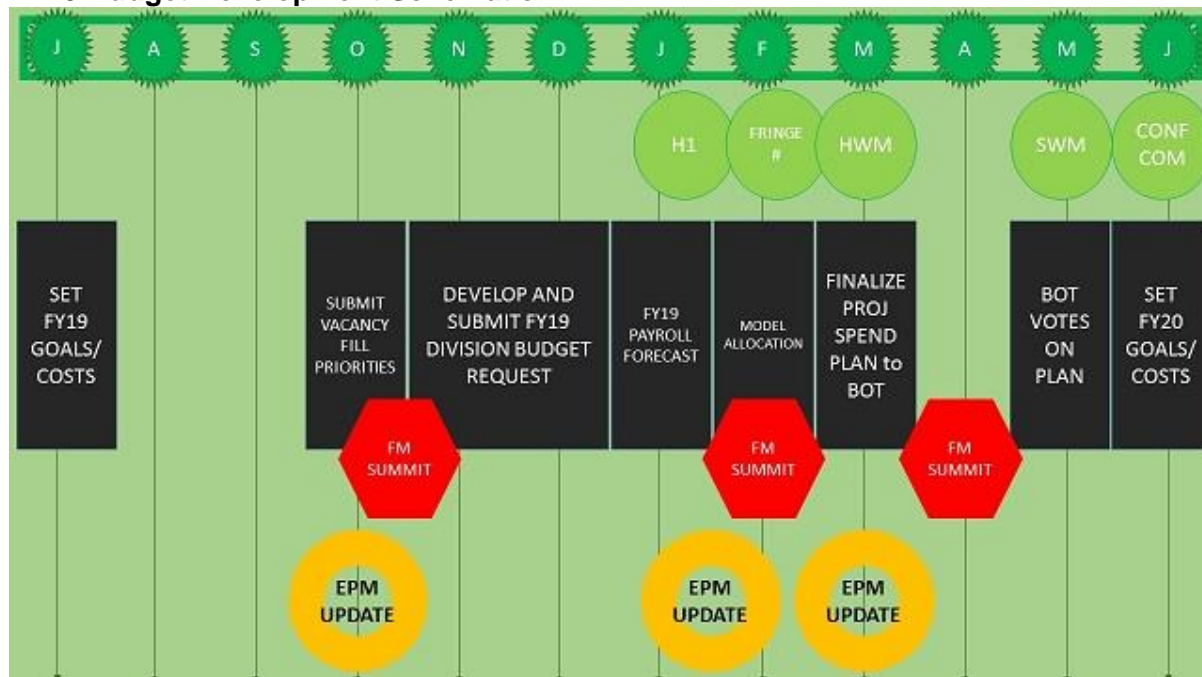 J A S O N D J F M A M J
H1
FRINGE
#
HWM
SWM
CONF
COM
SET
FY19
GOALS/
COSTS
SUBMIT
VACANCY
FILL
PRIORITIES
DEVELOP AND
SUBMIT FY19
DIVISION BUDGET
REQUEST
FY19
PAYROLL
FORECAST
MODEL
ALLOCATION
FINALIZE
PROJ
SPEND
PLAN to
BOT
BOT
VOTES
ON
PLAN
SET
FY20
GOALS/
COSTS
FM
SUMMIT
FM
SUMMIT
FM
SUMMIT
EPM
UPDATE
EPM
UPDATE
EPM
UPDATE